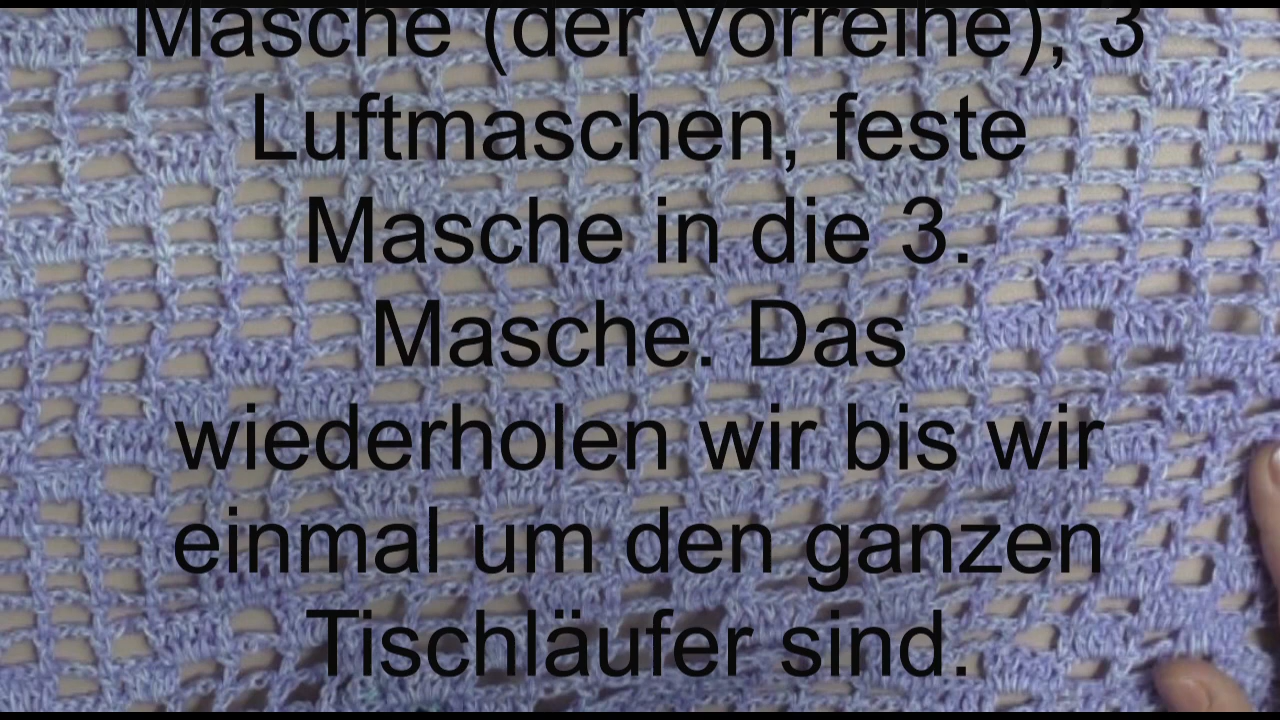 Masche (der Vorreihe), 3
Luftmaschen, feste
Masche in die 3.
Masche. Das
wiederholen wir bis wir
einmal um den ganzen
Tischläufer sind.